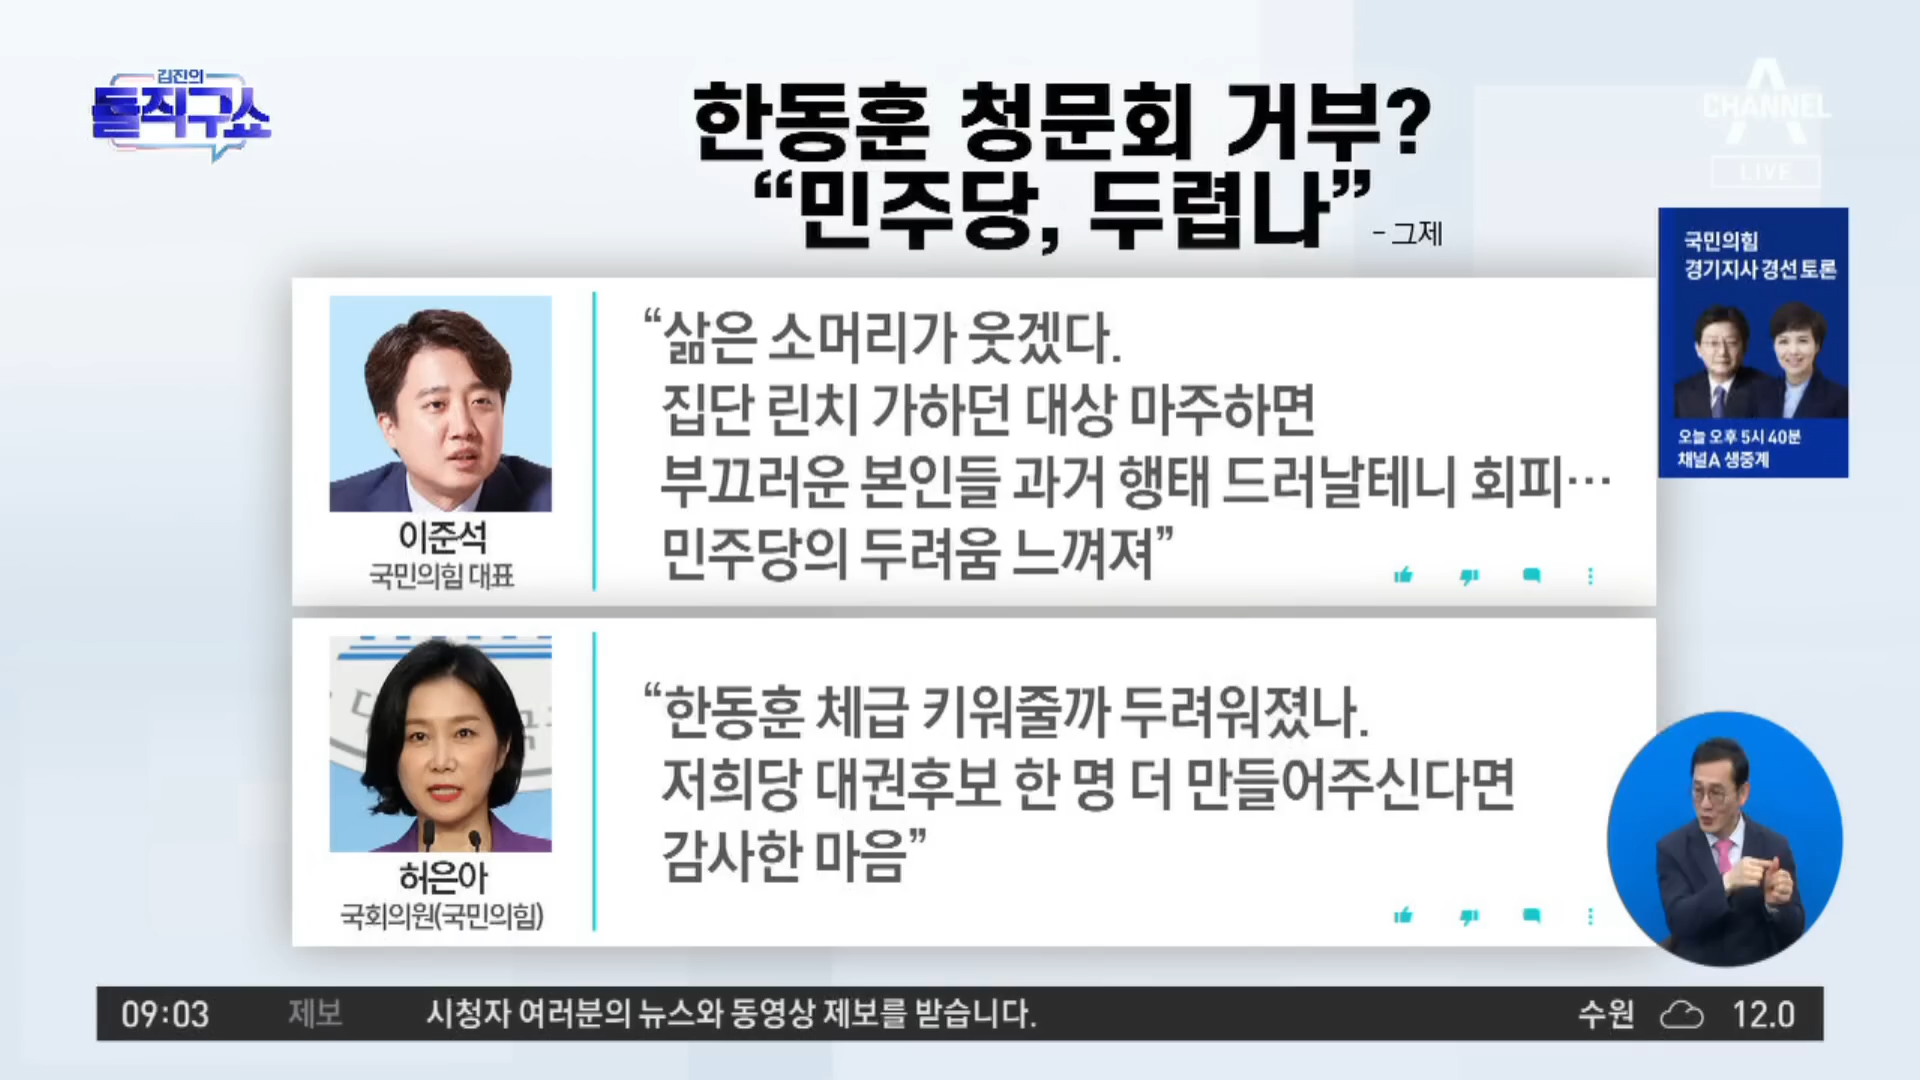 김진의
돌직구쇼
한동훈 청문회 거부?
“민주당, 두렵나”
- 그제
CHANNEL A
LIVE
국민의힘
경기지사 경선 토론
오늘 오후 5시 40분
채널A 생중계
“삶은 소머리가 웃겠다.
집단 린치 가하던 대상 마주하면
부끄러운 본인들 과거 행태 드러날테니 회피…
민주당의 두려움 느껴져”
이준석
국민의힘 대표
“한동훈 체급 키워줄까 두려워졌나.
저희당 대권후보 한 명 더 만들어주신다면
감사한 마음”
허은아
국회의원(국민의힘)
09:03 제보 시청자 여러분의 뉴스와 동영상 제보를 받습니다. 수원 12.0